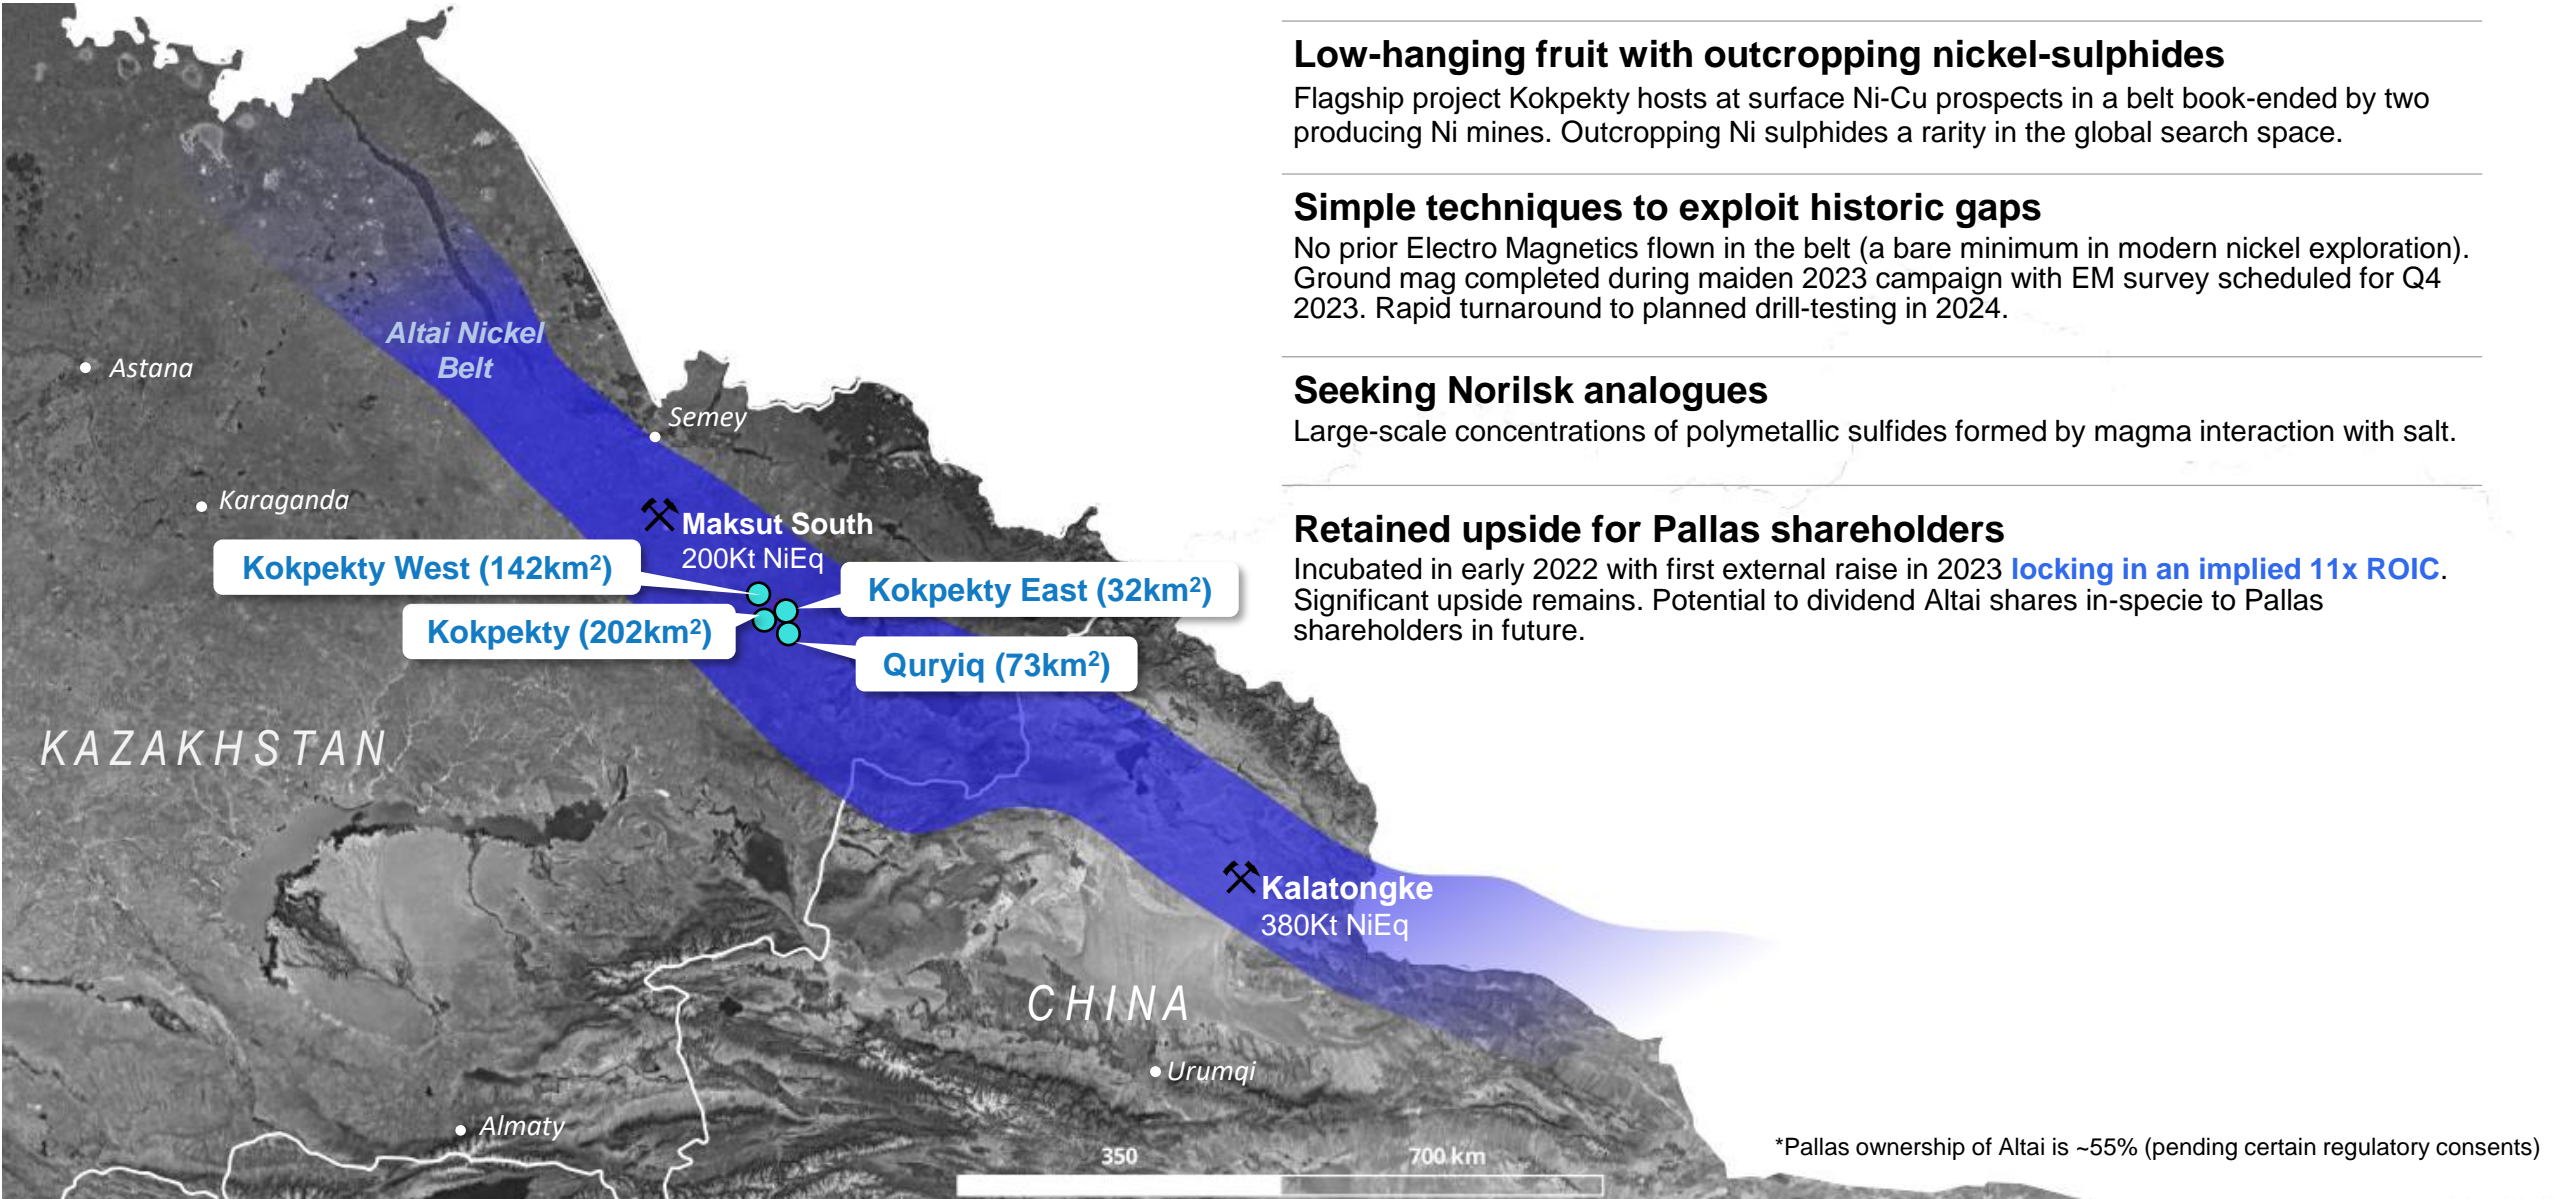 Low-hanging fruit with outcropping nickel-sulphides
Flagship project Kokpekty hosts at surface Ni-Cu prospects in a belt book-ended by two
producing Ni mines. Outcropping Ni sulphides a rarity in the global search space.
Simple techniques to exploit historic gaps
No prior Electro Magnetics flown in the belt (a bare minimum in modern nickel exploration).
Ground mag completed during maiden 2023 campaign with EM survey scheduled for Q4
2023. Rapid turnaround to planned drill-testing in 2024.
Seeking Norilsk analogues
Large-scale concentrations of polymetallic sulfides formed by magma interaction with salt.
Retained upside for Pallas shareholders
Incubated in early 2022 with first external raise in 2023 locking in an implied 11x ROIC.
Significant upside remains. Potential to dividend Altai shares in-specie to Pallas
shareholders in future.
Altai Nickel
Belt
Astana
Semey
Karaganda
Maksut South
200Kt NiEq
Kokpekty West (142km²)
Kokpekty East (32km²)
Kokpekty (202km²)
Quryiq (73km²)
KAZAKHSTAN
Kalatongke
380Kt NiEq
CHINA
Urumqi
Almaty
350
700 km
*Pallas ownership of Altai is ~55% (pending certain regulatory consents)